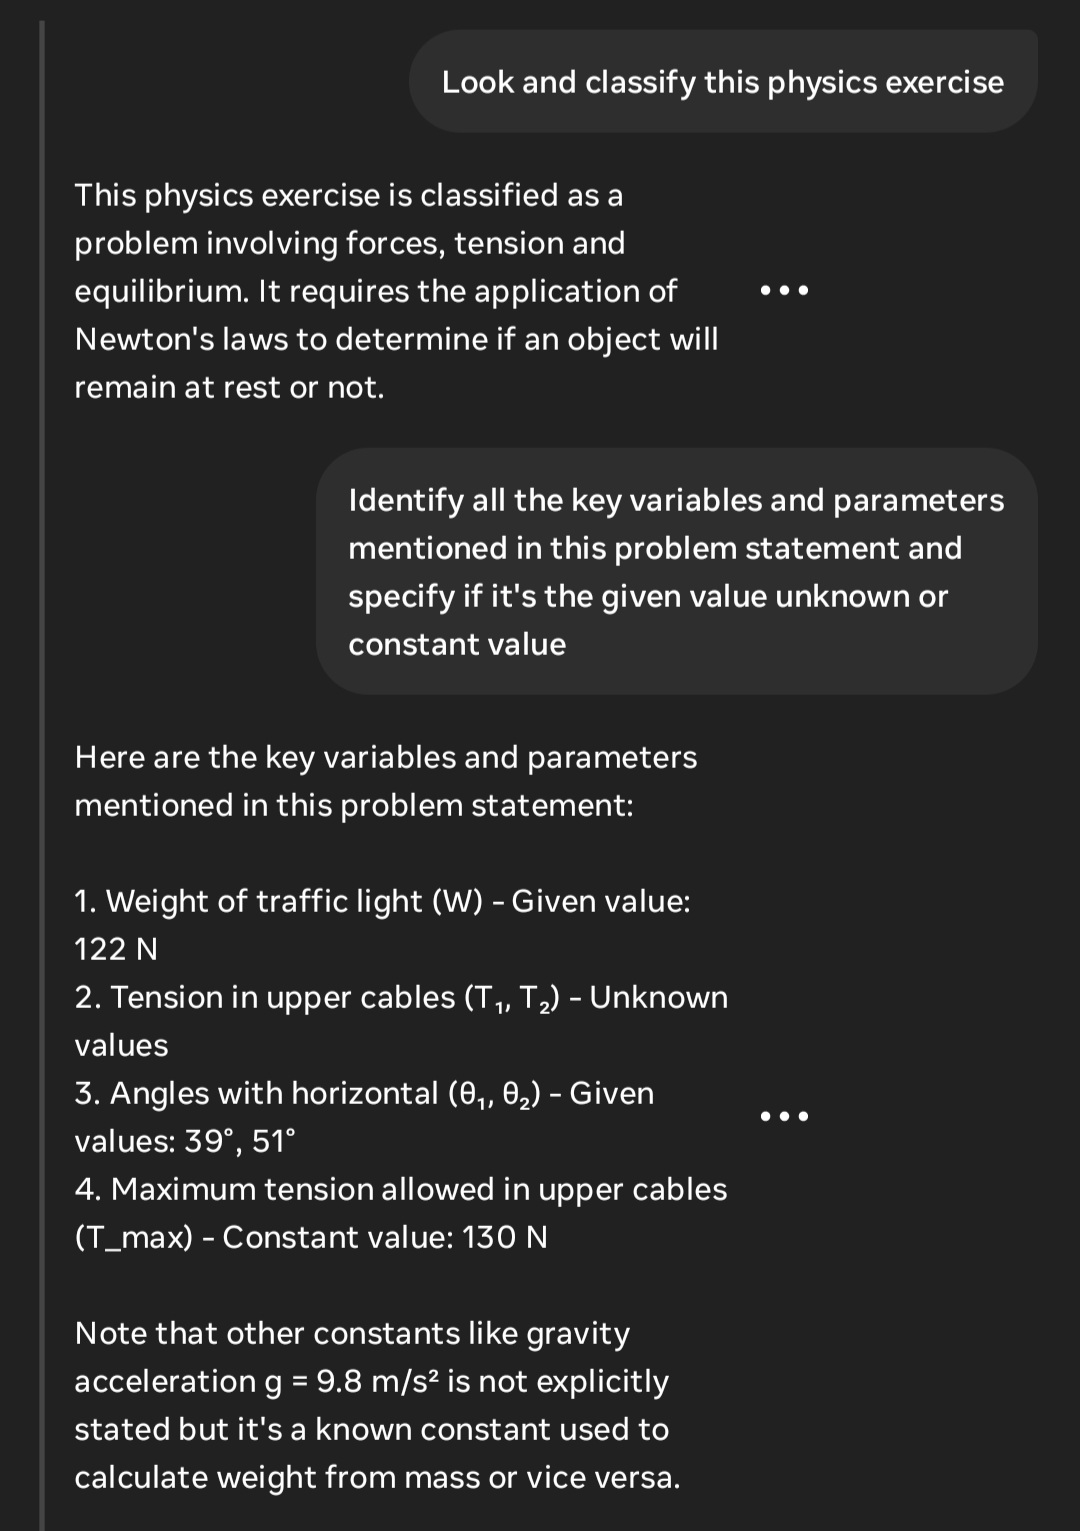 Look and classify this physics exercise
This physics exercise is classified as a
problem involving forces, tension and
equilibrium. It requires the application of
Newton's laws to determine if an object will
remain at rest or not.
Identify all the key variables and parameters
mentioned in this problem statement and
specify if it's the given value unknown or
constant value
Here are the key variables and parameters
mentioned in this problem statement:
1. Weight of traffic light (W) – Given value:
122 N
2. Tension in upper cables (T₁, T₂) – Unknown
values
3. Angles with horizontal (θ₁, θ₂) – Given
values: 39°, 51°
4. Maximum tension allowed in upper cables
(T_max) – Constant value: 130 N
Note that other constants like gravity
acceleration g = 9.8 m/s² is not explicitly
stated but it's a known constant used to
calculate weight from mass or vice versa.